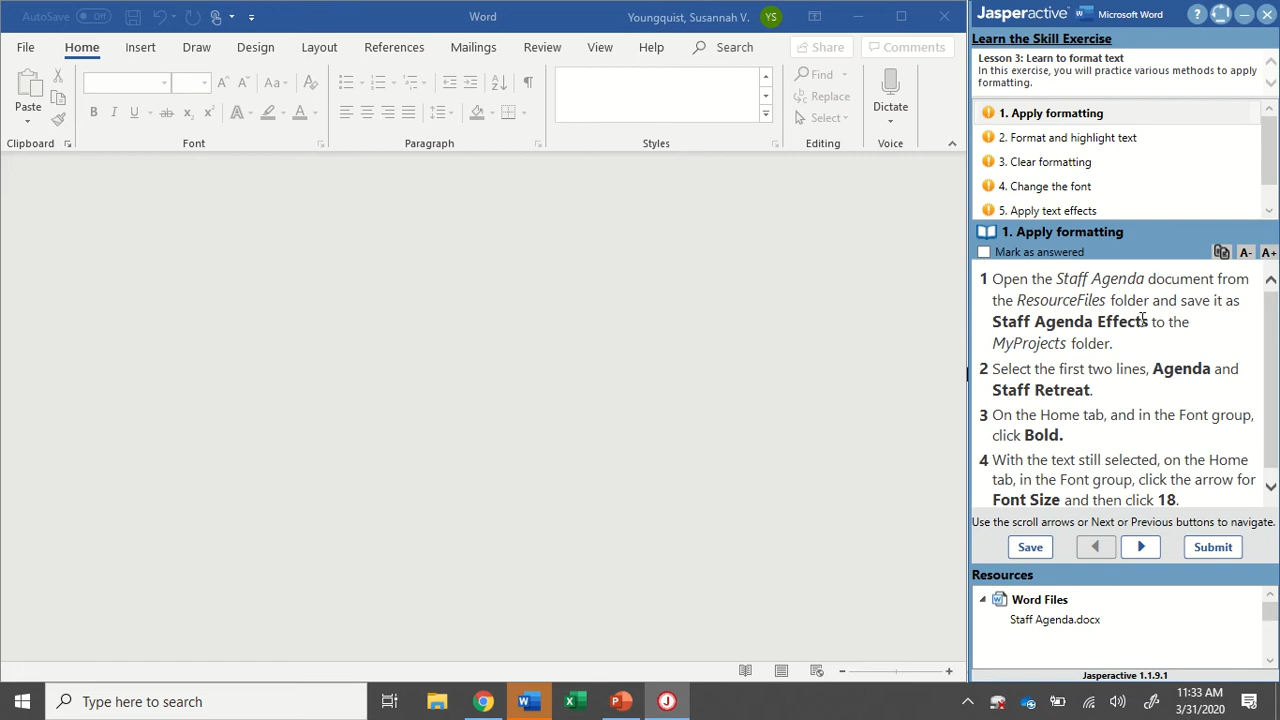 AutoSave Off
Word
Youngquist, Susannah V. YS
File Home Insert Draw Design Layout References Mailings Review View Help Search Share Comments
Paste
Clipboard
Aa
B I U ab x₂ x²
A A
Font
Paragraph
Styles
Find
Replace
Select
Editing
Dictate
Voice
Jasperactive Microsoft Word
Learn the Skill Exercise
Lesson 3: Learn to format text
In this exercise, you will practice various methods to apply
formatting.
1. Apply formatting
2. Format and highlight text
3. Clear formatting
4. Change the font
5. Apply text effects
1. Apply formatting
Mark as answered A- A+
1 Open the Staff Agenda document from
the ResourceFiles folder and save it as
Staff Agenda Effects to the
MyProjects folder.
2 Select the first two lines, Agenda and
Staff Retreat.
3 On the Home tab, and in the Font group,
click Bold.
4 With the text still selected, on the Home
tab, in the Font group, click the arrow for
Font Size and then click 18.
Use the scroll arrows or Next or Previous buttons to navigate.
Save Submit
Resources
Word Files
Staff Agenda.docx
Jasperactive 1.1.9.1
Type here to search
11:33 AM
3/31/2020